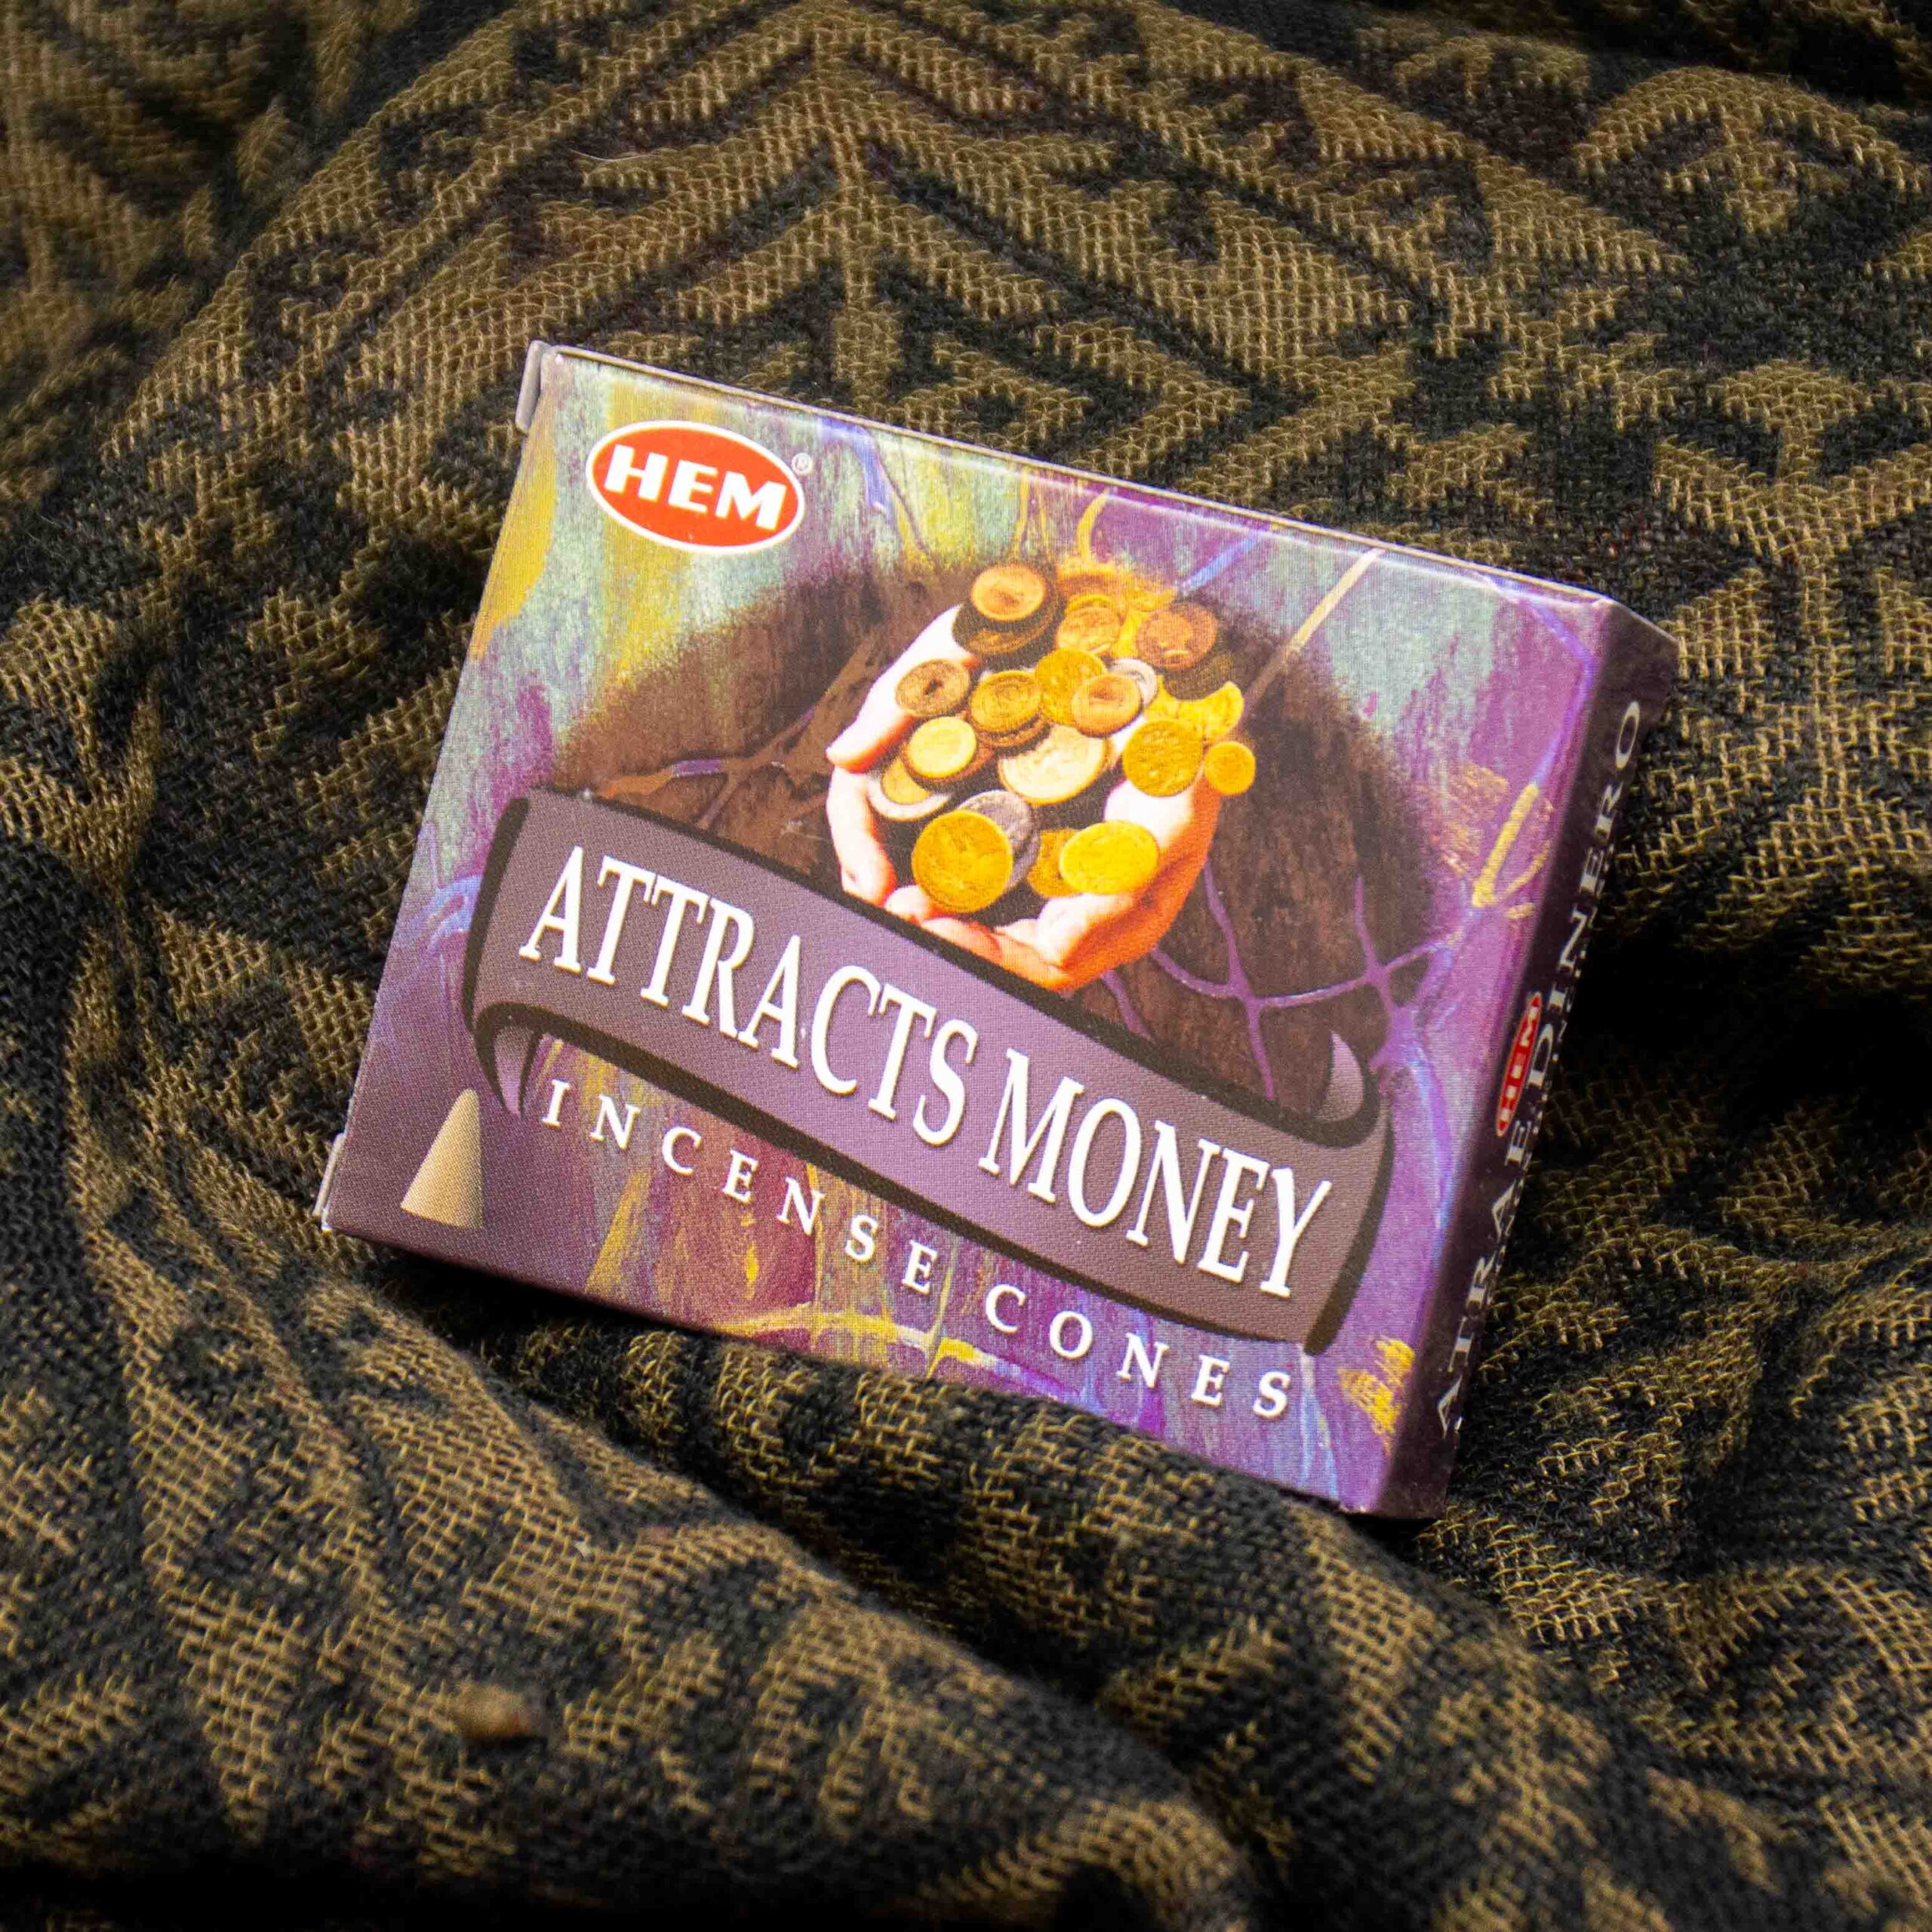 HEM®
ATTRACTS MONEY
INCENSE CONES
HEM
ATRAE DINERO